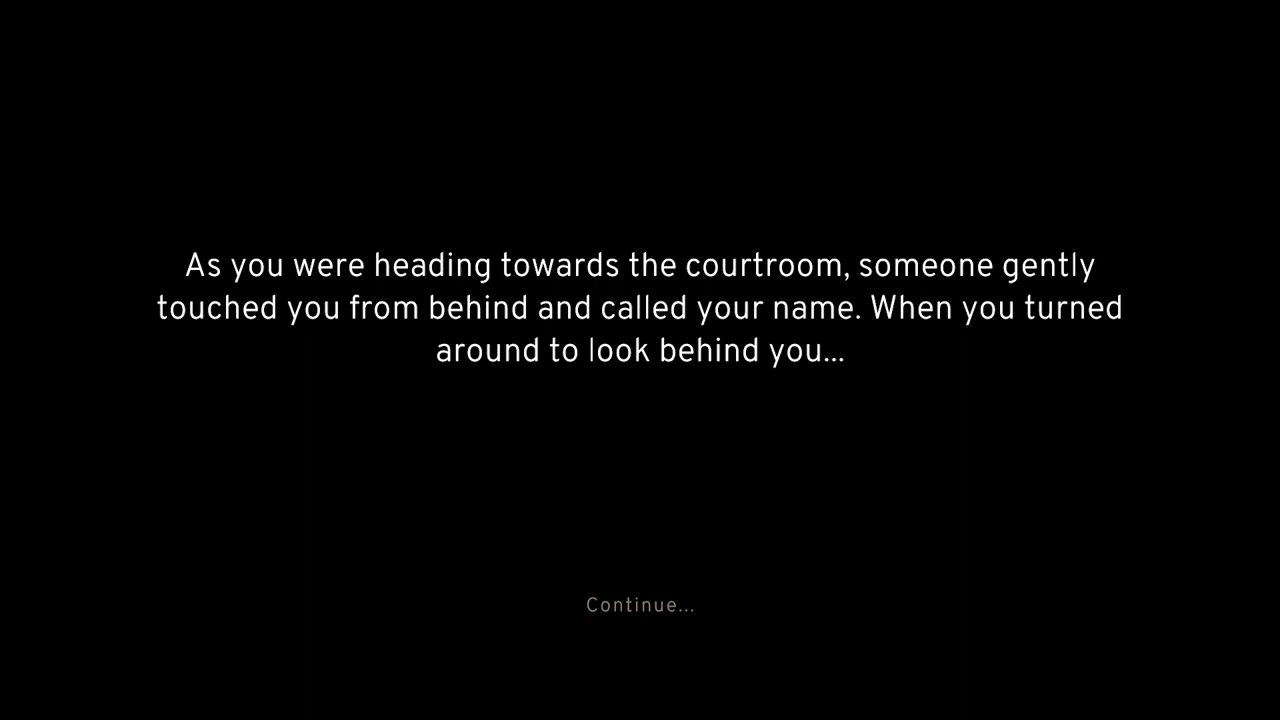 As you were heading towards the courtroom, someone gently
touched you from behind and called your name. When you turned
around to look behind you...
Continue...